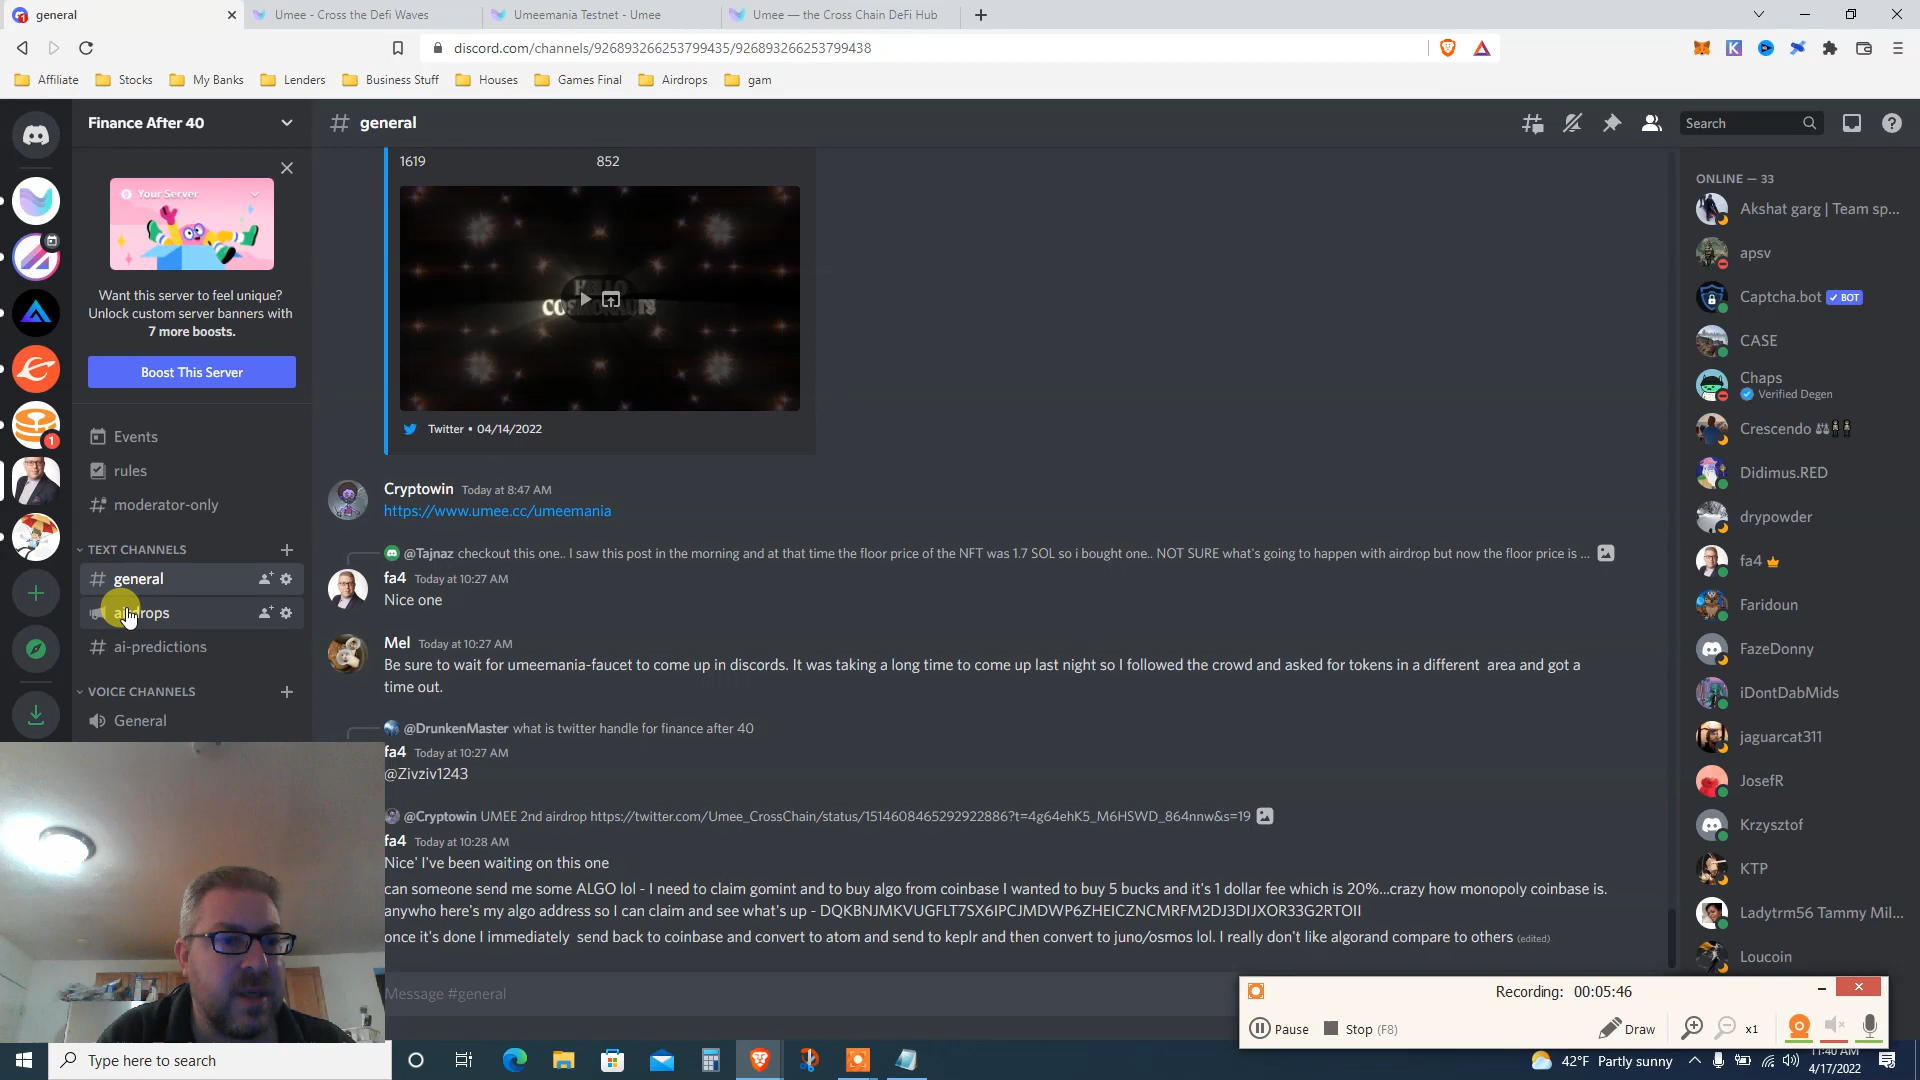 general
Umee - Cross the Defi Waves
Umeemania Testnet - Umee
Umee — the Cross Chain DeFi Hub
discord.com/channels/926893266253799435/926893266253799438
Affiliate
Stocks
My Banks
Lenders
Business Stuff
Houses
Games Final
Airdrops
gam
Finance After 40
general
Search
Your Server
Want this server to feel unique?
Unlock custom server banners with
7 more boosts.
Boost This Server
Events
rules
moderator-only
TEXT CHANNELS
general
airdrops
ai-predictions
VOICE CHANNELS
General
1
1619 852
HELLO
COSMONAUTS
Twitter • 04/14/2022
Cryptowin Today at 8:47 AM
https://www.umee.cc/umeemania
@Tajnaz checkout this one.. I saw this post in the morning and at that time the floor price of the NFT was 1.7 SOL so i bought one.. NOT SURE what's going to happen with airdrop but now the floor price is ...
fa4 Today at 10:27 AM
Nice one
Mel Today at 10:27 AM
Be sure to wait for umeemania-faucet to come up in discords. It was taking a long time to come up last night so I followed the crowd and asked for tokens in a different area and got a
time out.
@DrunkenMaster what is twitter handle for finance after 40
fa4 Today at 10:27 AM
@Zivziv1243
@Cryptowin UMEE 2nd airdrop https://twitter.com/Umee_CrossChain/status/1514608465292922886?t=4g64ehK5_M6HSWD_864nnw&s=19
fa4 Today at 10:28 AM
Nice' I've been waiting on this one
can someone send me some ALGO lol - I need to claim gomint and to buy algo from coinbase I wanted to buy 5 bucks and it's 1 dollar fee which is 20%...crazy how monopoly coinbase is.
anywho here's my algo address so I can claim and see what's up - DQKBNJMKVUGFLT7SX6IPCJMDWP6ZHEICZNCMRFM2DJ3DIJXOR33G2RTOII
once it's done I immediately send back to coinbase and convert to atom and send to keplr and then convert to juno/osmos lol. I really don't like algorand compare to others (edited)
Message #general
ONLINE — 33
Akshat garg | Team sp...
apsv
Captcha.bot BOT
CASE
Chaps
Verified Degen
Crescendo
Didimus.RED
drypowder
fa4
Faridoun
FazeDonny
iDontDabMids
jaguarcat311
JosefR
Krzysztof
KTP
Ladytrm56 Tammy Mil...
Loucoin
Recording: 00:05:46
Pause
Stop (F8)
Draw
x1
Type here to search
42°F Partly sunny
11:40 AM
4/17/2022